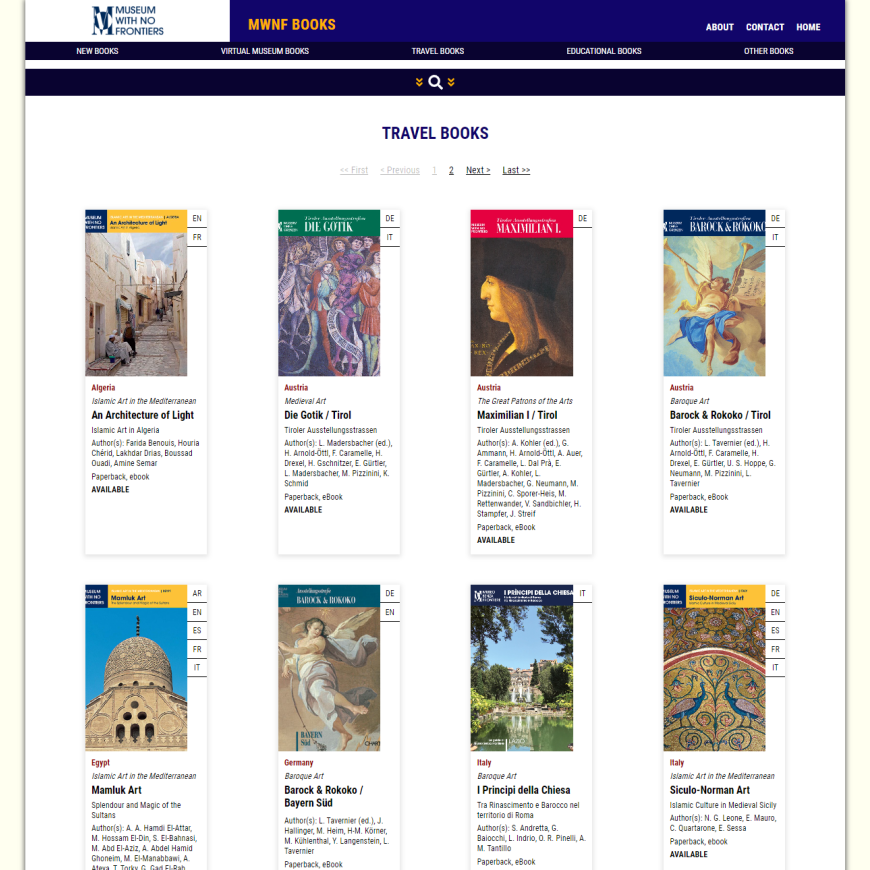 MUSEUM
WITH NO
FRONTIERS
MWNF BOOKS
ABOUT CONTACT HOME
NEW BOOKS VIRTUAL MUSEUM BOOKS TRAVEL BOOKS EDUCATIONAL BOOKS OTHER BOOKS
TRAVEL BOOKS
<< First < Previous 1 2 Next > Last >>
An Architecture of Light
EN
FR
Algeria
Islamic Art in the Mediterranean
An Architecture of Light
Islamic Art in Algeria
Author(s): Farida Benouis, Houria
Chérid, Lakhdar Drias, Boussad
Ouadi, Amine Semar
Paperback, ebook
AVAILABLE
Tiroler Ausstellungsstraßen
DIE GOTIK
DE
IT
Austria
Medieval Art
Die Gotik / Tirol
Tiroler Ausstellungsstrassen
Author(s): L. Madersbacher (ed.),
H. Arnold-Öttl, F. Caramelle, H.
Drexel, H. Gschnitzer, E. Gürtler,
L. Madersbacher, M. Pizzinini, K.
Schmid
Paperback, eBook
AVAILABLE
Tiroler Ausstellungsstraßen
MAXIMILIAN I.
DE
Austria
The Great Patrons of the Arts
Maximilian I / Tirol
Tiroler Ausstellungsstrassen
Author(s): A. Kohler (ed.), G.
Ammann, H. Arnold-Öttl, A. Auer,
F. Caramelle, L. Dal Prà, E.
Gürtler, A. Kohler, L.
Madersbacher, G. Neumann, M.
Pizzinini, C. Sporer-Heis, M.
Rettenwander, V. Sandbichler, H.
Stampfer, J. Streif
Paperback, eBook
AVAILABLE
Tiroler Ausstellungsstraßen
BAROCK & ROKOKO
DE
IT
Austria
Baroque Art
Barock & Rokoko / Tirol
Tiroler Ausstellungsstrassen
Author(s): L. Tavernier (ed.), H.
Arnold-Öttl, F. Caramelle, H.
Drexel, E. Gürtler, U. S. Hoppe, G.
Neumann, M. Pizzinini, L.
Tavernier
Paperback, eBook
AVAILABLE
Mamluk Art
AR
EN
ES
FR
IT
Egypt
Islamic Art in the Mediterranean
Mamluk Art
Splendour and Magic of the
Sultans
Author(s): A. A. Hamdi El-Attar,
M. Hossam El-Din, S. El-Bahnasi,
M. Abd El-Aziz, A. Abdel Hamid
Ghoneim, M. El-Manabbawi, A.
Ateya, T. Torky, G. Gad El-Rab,
BAROCK & ROKOKO
BAYERN
Süd
DE
EN
Germany
Baroque Art
Barock & Rokoko /
Bayern Süd
Author(s): L. Tavernier (ed.), J.
Hallinger, M. Heim, H-M. Körner,
M. Kühlenthal, Y. Langenstein, L.
Tavernier
Paperback, eBook
I PRINCIPI DELLA CHIESA
LAZIO
IT
Italy
Baroque Art
I Principi della Chiesa
Tra Rinascimento e Barocco nel
territorio di Roma
Author(s): S. Andretta, G.
Baiocchi, L. Indrio, O. R. Pinelli, A.
M. Tantillo
Paperback, eBook
Siculo-Norman Art
DE
EN
ES
FR
IT
Italy
Islamic Art in the Mediterranean
Siculo-Norman Art
Islamic Culture in Medieval Sicily
Author(s): N. G. Leone, E. Mauro,
C. Quartarone, E. Sessa
Paperback, eBook
AVAILABLE